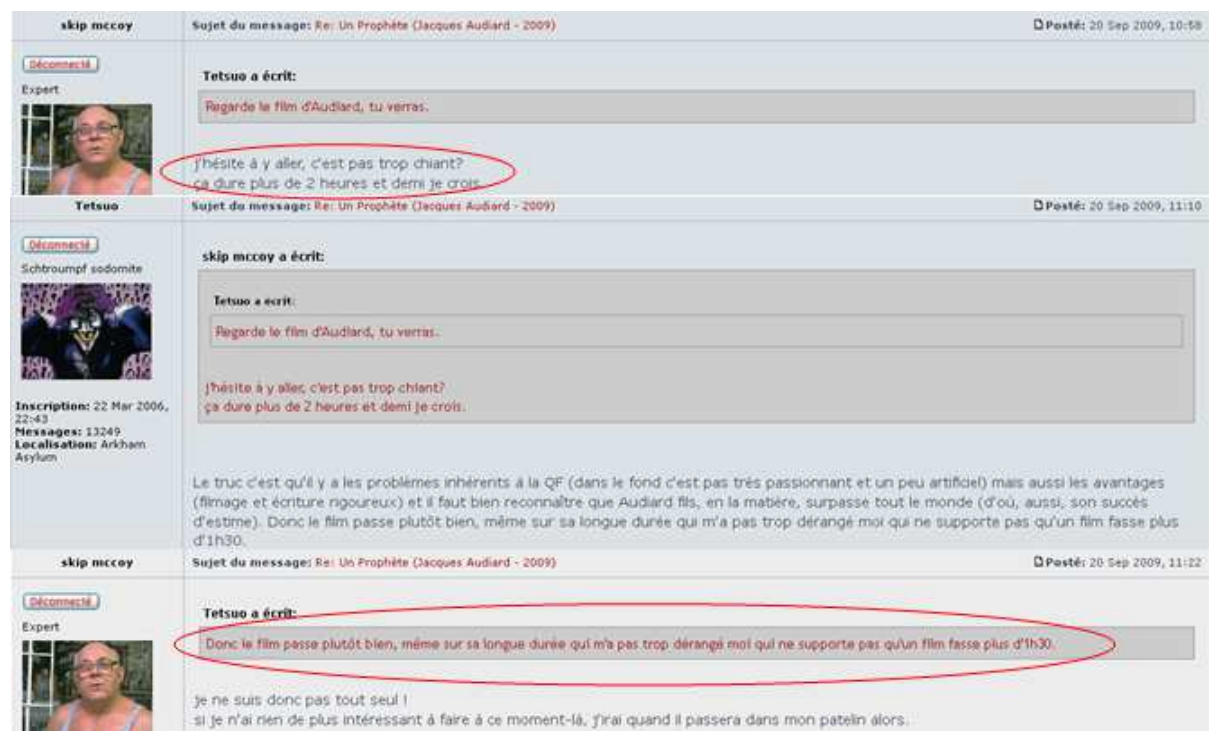 skip mccoy
Sujet du message: Re: Un Prophète (Jacques Audiard - 2009)
Posté: 20 Sep 2009, 10:58
Déconnecté
Expert
Tetsuo a écrit:
Regarde le film d'Audiard, tu verras.
j'hésite à y aller, c'est pas trop chiant?
ça dure plus de 2 heures et demi je crois.
Tetsuo
Sujet du message: Re: Un Prophète (Jacques Audiard - 2009)
Posté: 20 Sep 2009, 11:10
Déconnecté
Schtroumpf sodomite
Inscription: 22 Mar 2006,
22:43
Messages: 13249
Localisation: Arkham
Asylum
skip mccoy a écrit:
Tetsuo a écrit:
Regarde le film d'Audiard, tu verras.
j'hésite à y aller, c'est pas trop chiant?
ça dure plus de 2 heures et demi je crois.
Le truc c'est qu'il y a les problèmes inhérents à la QF (dans le fond c'est pas très passionnant et un peu artificiel) mais aussi les avantages
(filmage et écriture rigoureux) et il faut bien reconnaître que Audiard fils, en la matière, surpasse tout le monde (d'où, aussi, son succès
d'estime). Donc le film passe plutôt bien, même sur sa longue durée qui m'a pas trop dérangé moi qui ne supporte pas qu'un film fasse plus
d'1h30.
skip mccoy
Sujet du message: Re: Un Prophète (Jacques Audiard - 2009)
Posté: 20 Sep 2009, 11:22
Déconnecté
Expert
Tetsuo a écrit:
Donc le film passe plutôt bien, même sur sa longue durée qui m'a pas trop dérangé moi qui ne supporte pas qu'un film fasse plus d'1h30.
je ne suis donc pas tout seul !
si je n'ai rien de plus intéressant à faire à ce moment-là, j'irai quand il passera dans mon patelin alors.